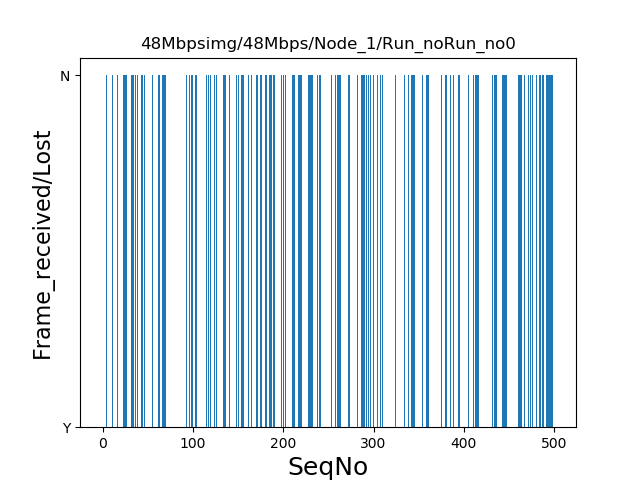 48Mbpsimg/48Mbps/Node_1/Run_noRun_no0
N
Frame_received/Lost
Y
0 100 200 300 400 500
SeqNo